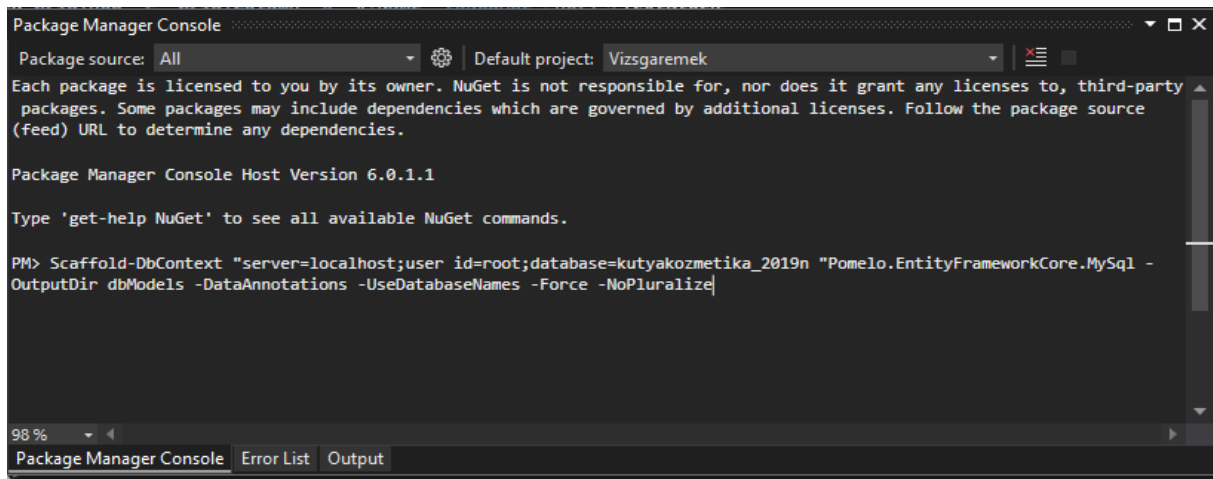 Package Manager Console
Package source: All Default project: Vizsgaremek
Each package is licensed to you by its owner. NuGet is not responsible for, nor does it grant any licenses to, third-party
packages. Some packages may include dependencies which are governed by additional licenses. Follow the package source
(feed) URL to determine any dependencies.
Package Manager Console Host Version 6.0.1.1
Type 'get-help NuGet' to see all available NuGet commands.
PM> Scaffold-DbContext "server=localhost;user id=root;database=kutyakozmetika_2019n "Pomelo.EntityFrameworkCore.MySql -
OutputDir dbModels -DataAnnotations -UseDatabaseNames -Force -NoPluralize
98 %
Package Manager Console Error List Output